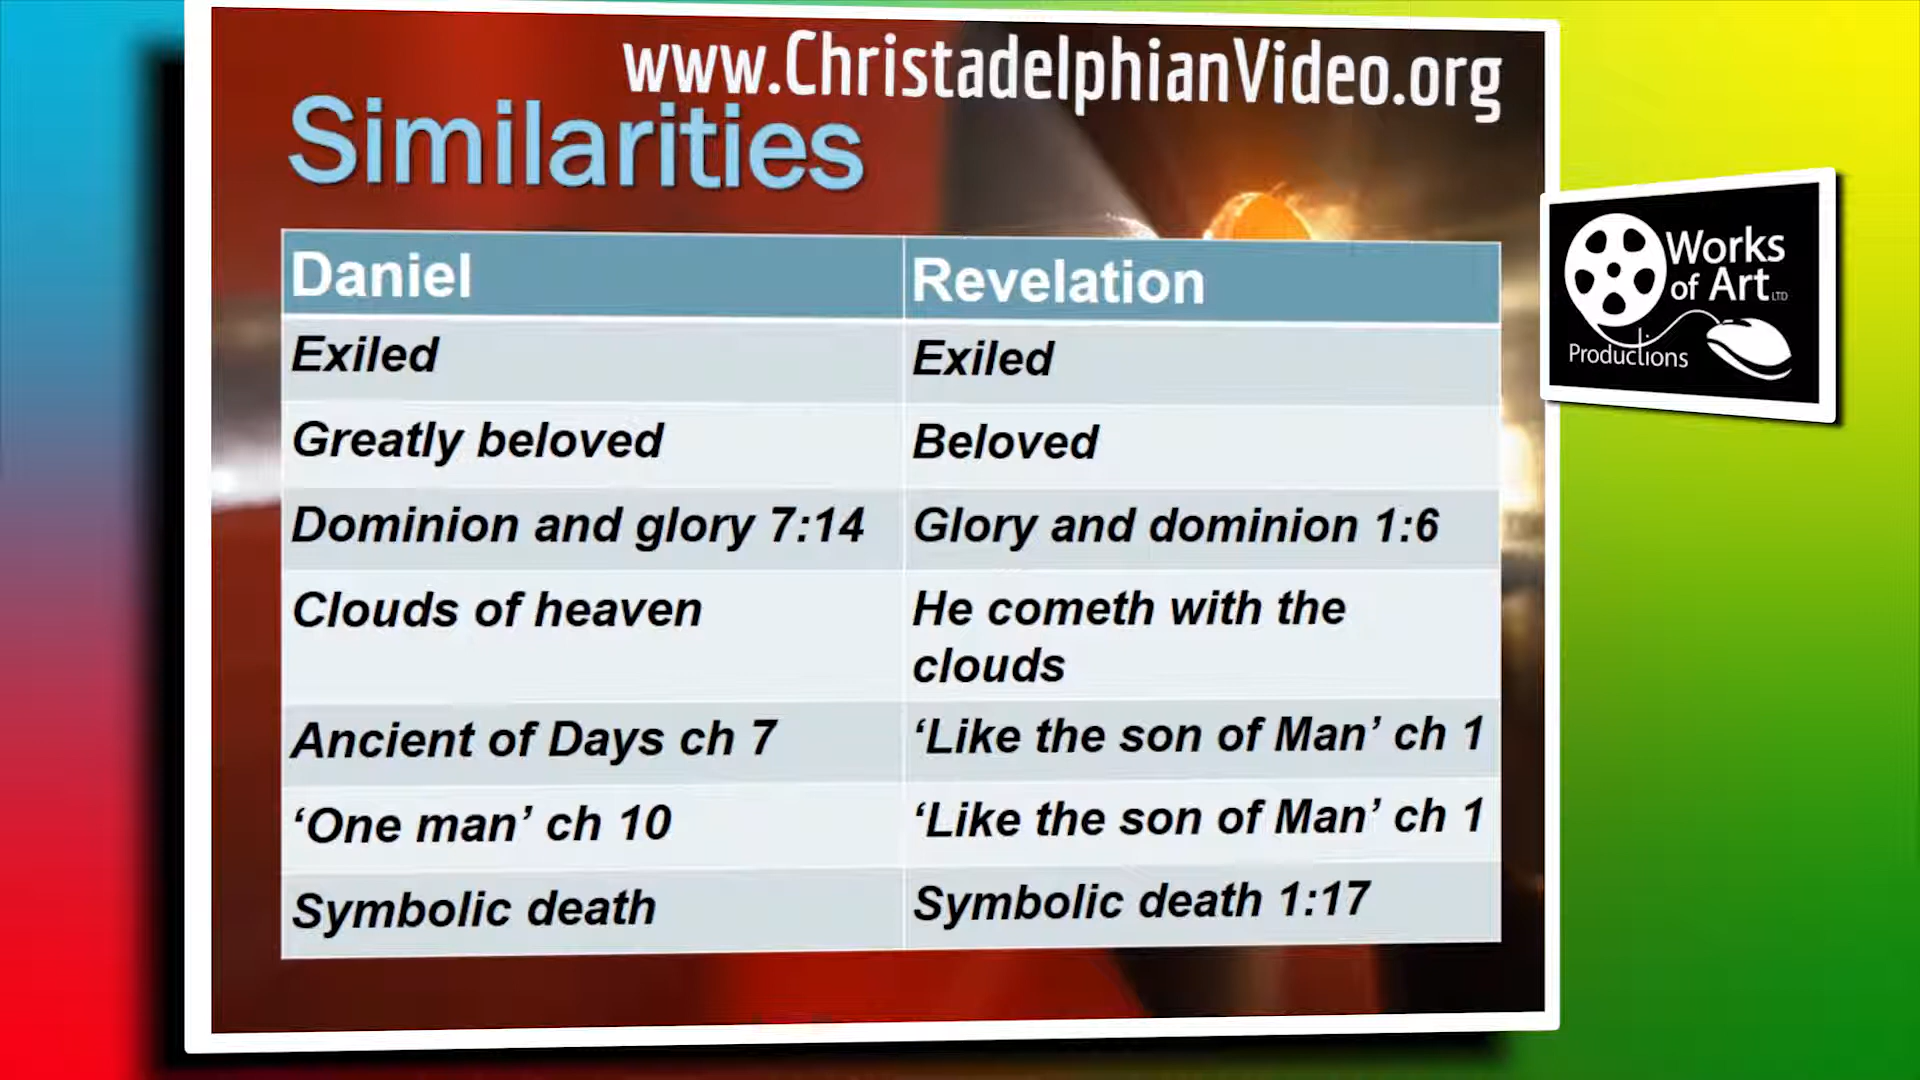 www.ChristadelphianVideo.org
Similarities
Daniel
Revelation
Exiled
Exiled
Greatly beloved
Beloved
Dominion and glory 7:14
Glory and dominion 1:6
Clouds of heaven
He cometh with the
clouds
Ancient of Days ch 7
‘Like the son of Man’ ch 1
‘One man’ ch 10
‘Like the son of Man’ ch 1
Symbolic death
Symbolic death 1:17
Works
of Art LTD
Productions